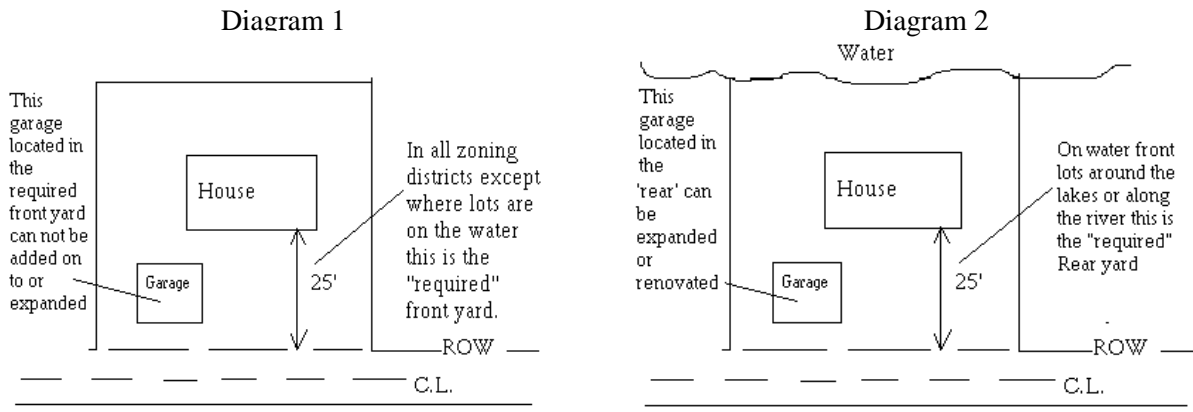 Diagram 1
This
garage
located in
the
required
front yard
can not be
added on
to or
expanded
House
Garage
25'
In all zoning
districts except
where lots are
on the water
this is the
"required"
front yard.
ROW
C.L.
Diagram 2
Water
This
garage
located in
the
'rear' can
be
expanded
or
renovated
House
Garage
25'
On water front
lots around the
lakes or along
the river this is
the "required"
Rear yard
ROW
C.L.